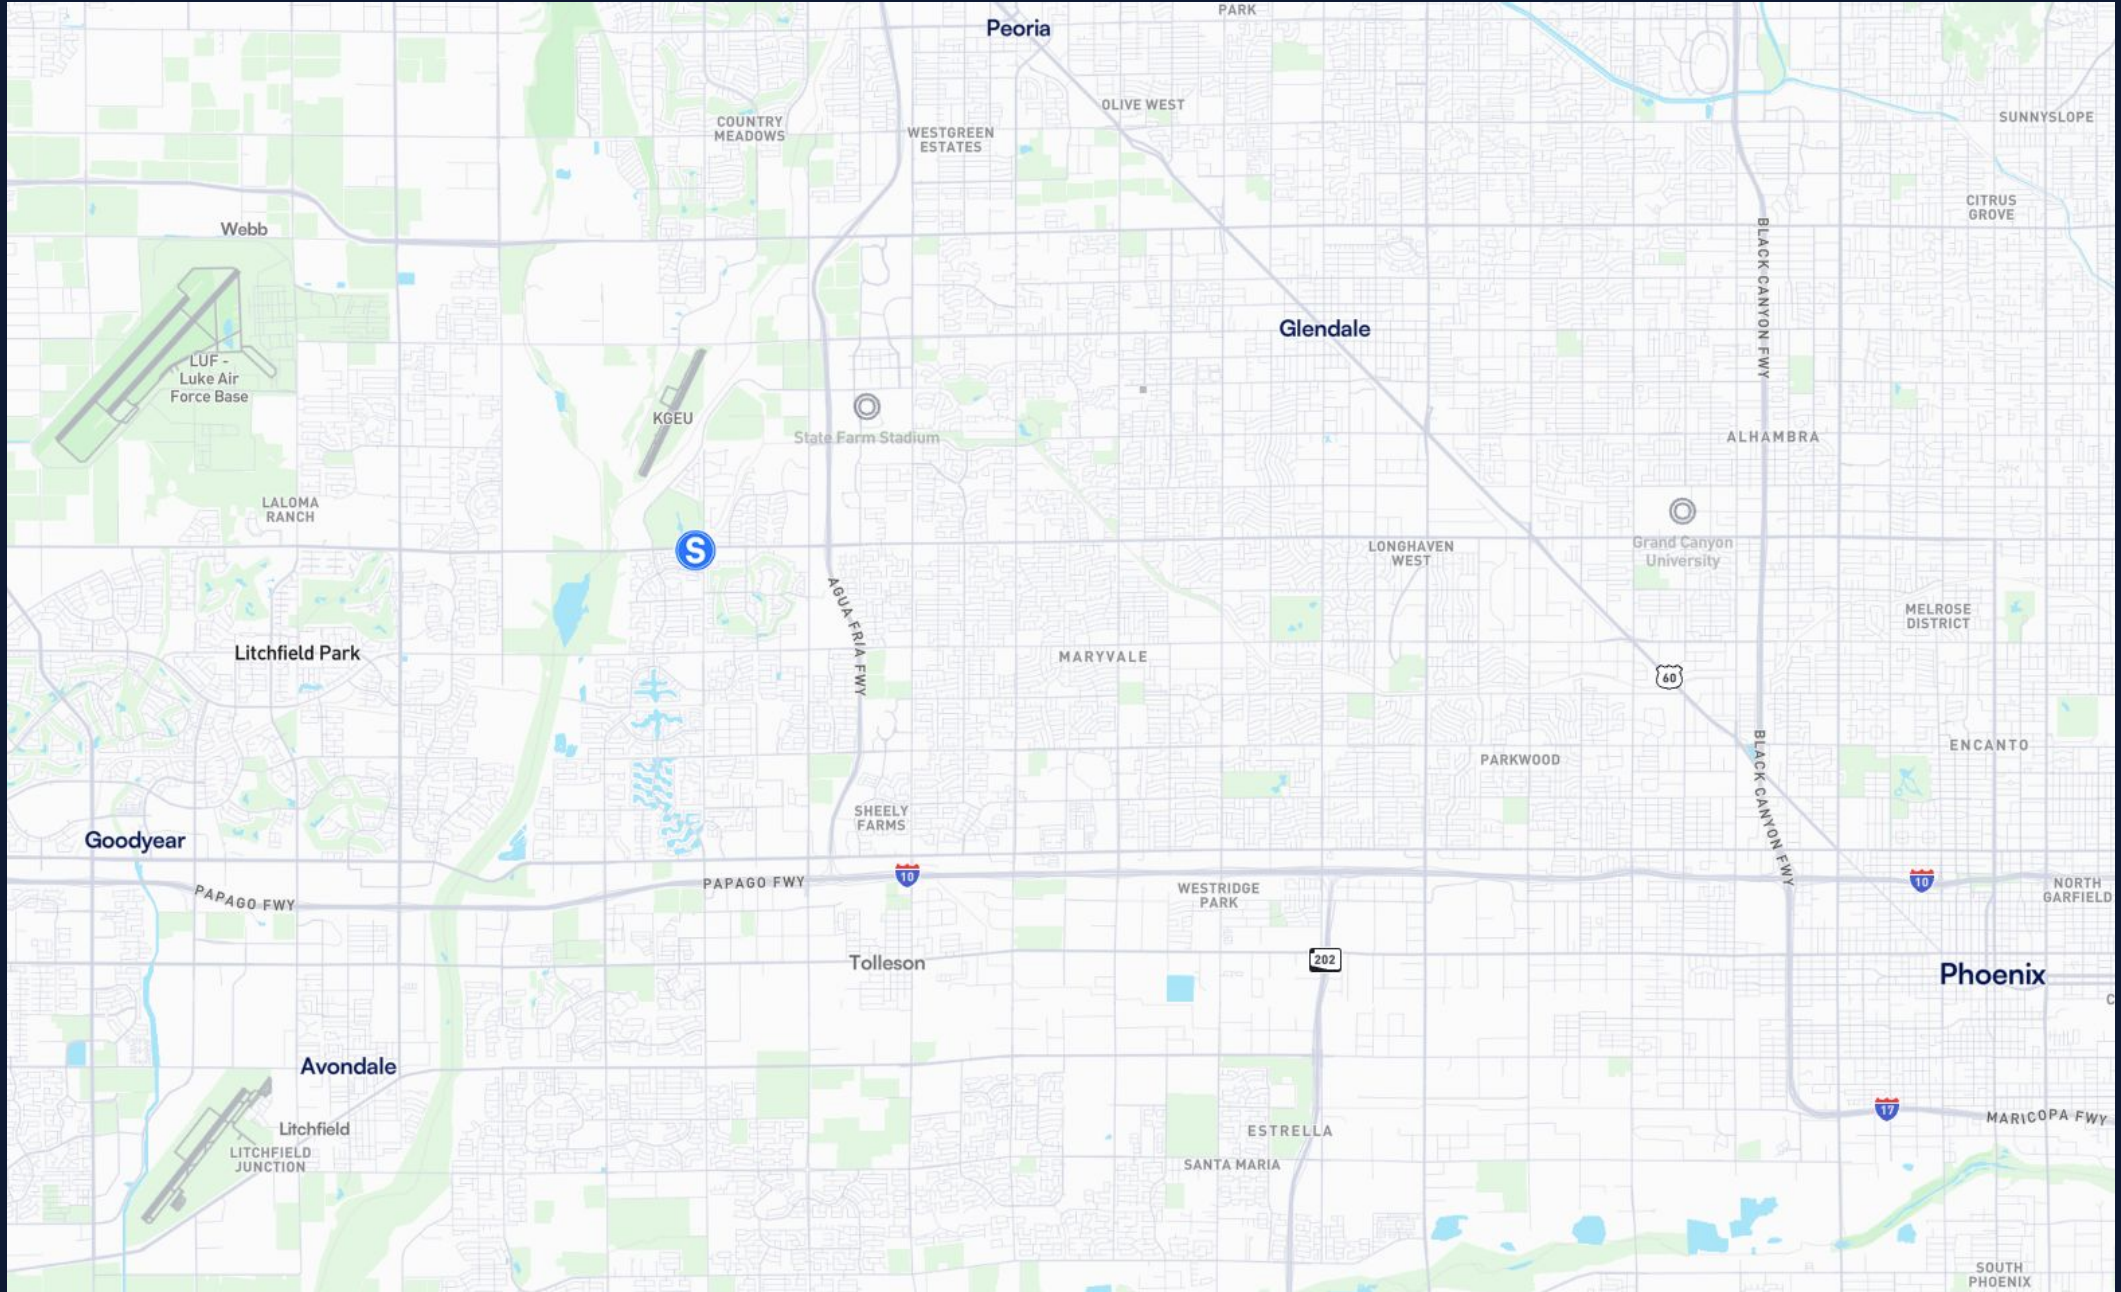 PARK
Peoria
OLIVE WEST
COUNTRY
MEADOWS
WESTGREEN
ESTATES
SUNNYSLOPE
CITRUS
GROVE
Webb
BLACK CANYON FWY
Glendale
LUF -
Luke Air
Force Base
KGEU
State Farm Stadium
ALHAMBRA
LALOMA
RANCH
S
LONGHAVEN
WEST
Grand Canyon
University
AGUA FRIA FWY
MELROSE
DISTRICT
Litchfield Park
MARYVALE
60
PARKWOOD
ENCANTO
BLACK CANYON FWY
SHEELY
FARMS
Goodyear
PAPAGO FWY
PAPAGO FWY
10
WESTRIDGE
PARK
10
NORTH
GARFIELD
Tolleson
202
Phoenix
C
Avondale
17
MARICOPA FWY
Litchfield
LITCHFIELD
JUNCTION
ESTRELLA
SANTA MARIA
SOUTH
PHOENIX